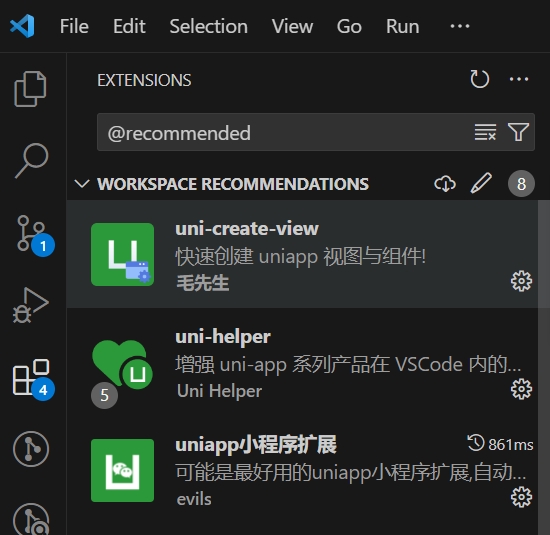 File Edit Selection View Go Run ···
EXTENSIONS
@recommended
WORKSPACE RECOMMENDATIONS 8
uni-create-view
快速创建 uniapp 视图与组件!
毛先生
1
uni-helper
增强 uni-app 系列产品在 VSCode 内的...
5 Uni Helper
4
uniapp小程序扩展 861ms
可能是最好用的uniapp小程序扩展,自动...
evils